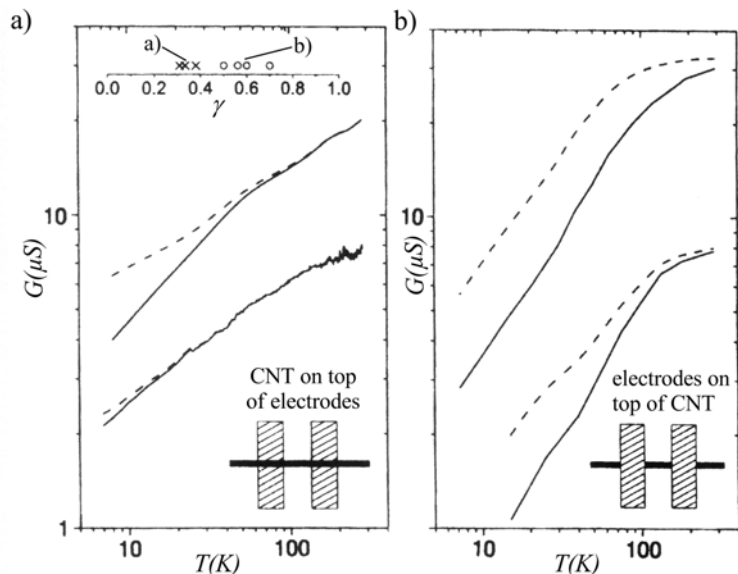 a)
a)
b)
0.0 0.2 0.4 0.6 0.8 1.0
γ
10
G(μS)
1
CNT on top
of electrodes
10 100
T(K)
b)
10
G(μS)
electrodes on
top of CNT
10 100
T(K)